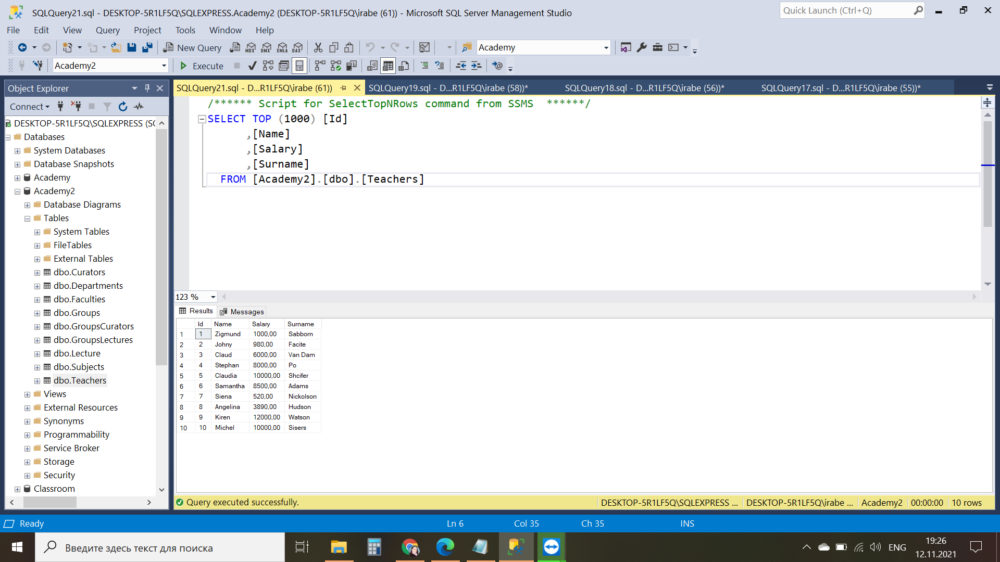 SQLQuery21.sql - DESKTOP-5R1LF5Q\SQLEXPRESS.Academy2 (DESKTOP-5R1LF5Q\irabe (61)) - Microsoft SQL Server Management Studio
Quick Launch (Ctrl+Q)
File Edit View Query Project Tools Window Help
New Query MDX DMX XMLA DAX Academy
Academy2 Execute
Object Explorer
Connect
DESKTOP-5R1LF5Q\SQLEXPRESS (SC
Databases
System Databases
Database Snapshots
Academy
Academy2
Database Diagrams
Tables
System Tables
FileTables
External Tables
dbo.Curators
dbo.Departments
dbo.Faculties
dbo.Groups
dbo.GroupsCurators
dbo.GroupsLectures
dbo.Lecture
dbo.Subjects
dbo.Teachers
Views
External Resources
Synonyms
Programmability
Service Broker
Storage
Security
Classroom
SQLQuery21.sql - D...R1LF5Q\irabe (61)) SQLQuery19.sql - D...R1LF5Q\irabe (58))* SQLQuery18.sql - D...R1LF5Q\irabe (56))* SQLQuery17.sql - D...R1LF5Q\irabe (55))*
/****** Script for SelectTopNRows command from SSMS ******/
SELECT TOP (1000) [Id]
,[Name]
,[Salary]
,[Surname]
FROM [Academy2].[dbo].[Teachers]
123 %
Results Messages
Id Name Salary Surname
1 1 Zigmund 1000,00 Sabborn
2 2 Johny 980,00 Facite
3 3 Claud 6000,00 Van Dam
4 4 Stephan 8000,00 Po
5 5 Claudia 10000,00 Shcifer
6 6 Samantha 8500,00 Adams
7 7 Siena 520,00 Nickolson
8 8 Angelina 3890,00 Hudson
9 9 Kiren 12000,00 Watson
10 10 Michel 10000,00 Sisers
Query executed successfully. DESKTOP-5R1LF5Q\SQLEXPRESS ... DESKTOP-5R1LF5Q\irabe ... Academy2 00:00:00 10 rows
Ready Ln 6 Col 35 Ch 35 INS
Введите здесь текст для поиска
ENG
19:26
12.11.2021